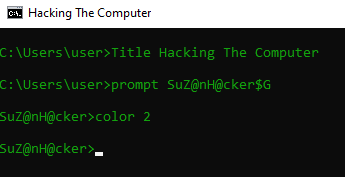 Hacking The Computer
C:\Users\user>Title Hacking The Computer
C:\Users\user>prompt SuZ@nH@cker$G
SuZ@nH@cker>color 2
SuZ@nH@cker>